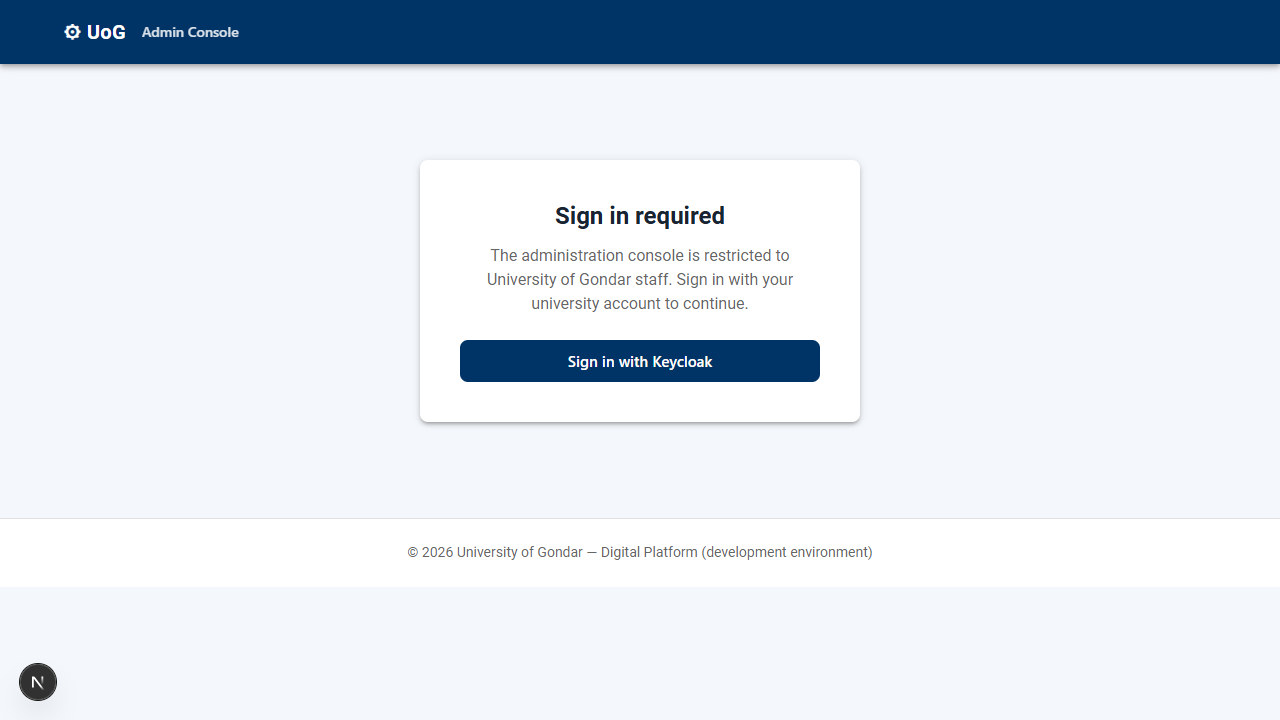 UoG Admin Console
Sign in required
The administration console is restricted to
University of Gondar staff. Sign in with your
university account to continue.
Sign in with Keycloak
© 2026 University of Gondar — Digital Platform (development environment)
N